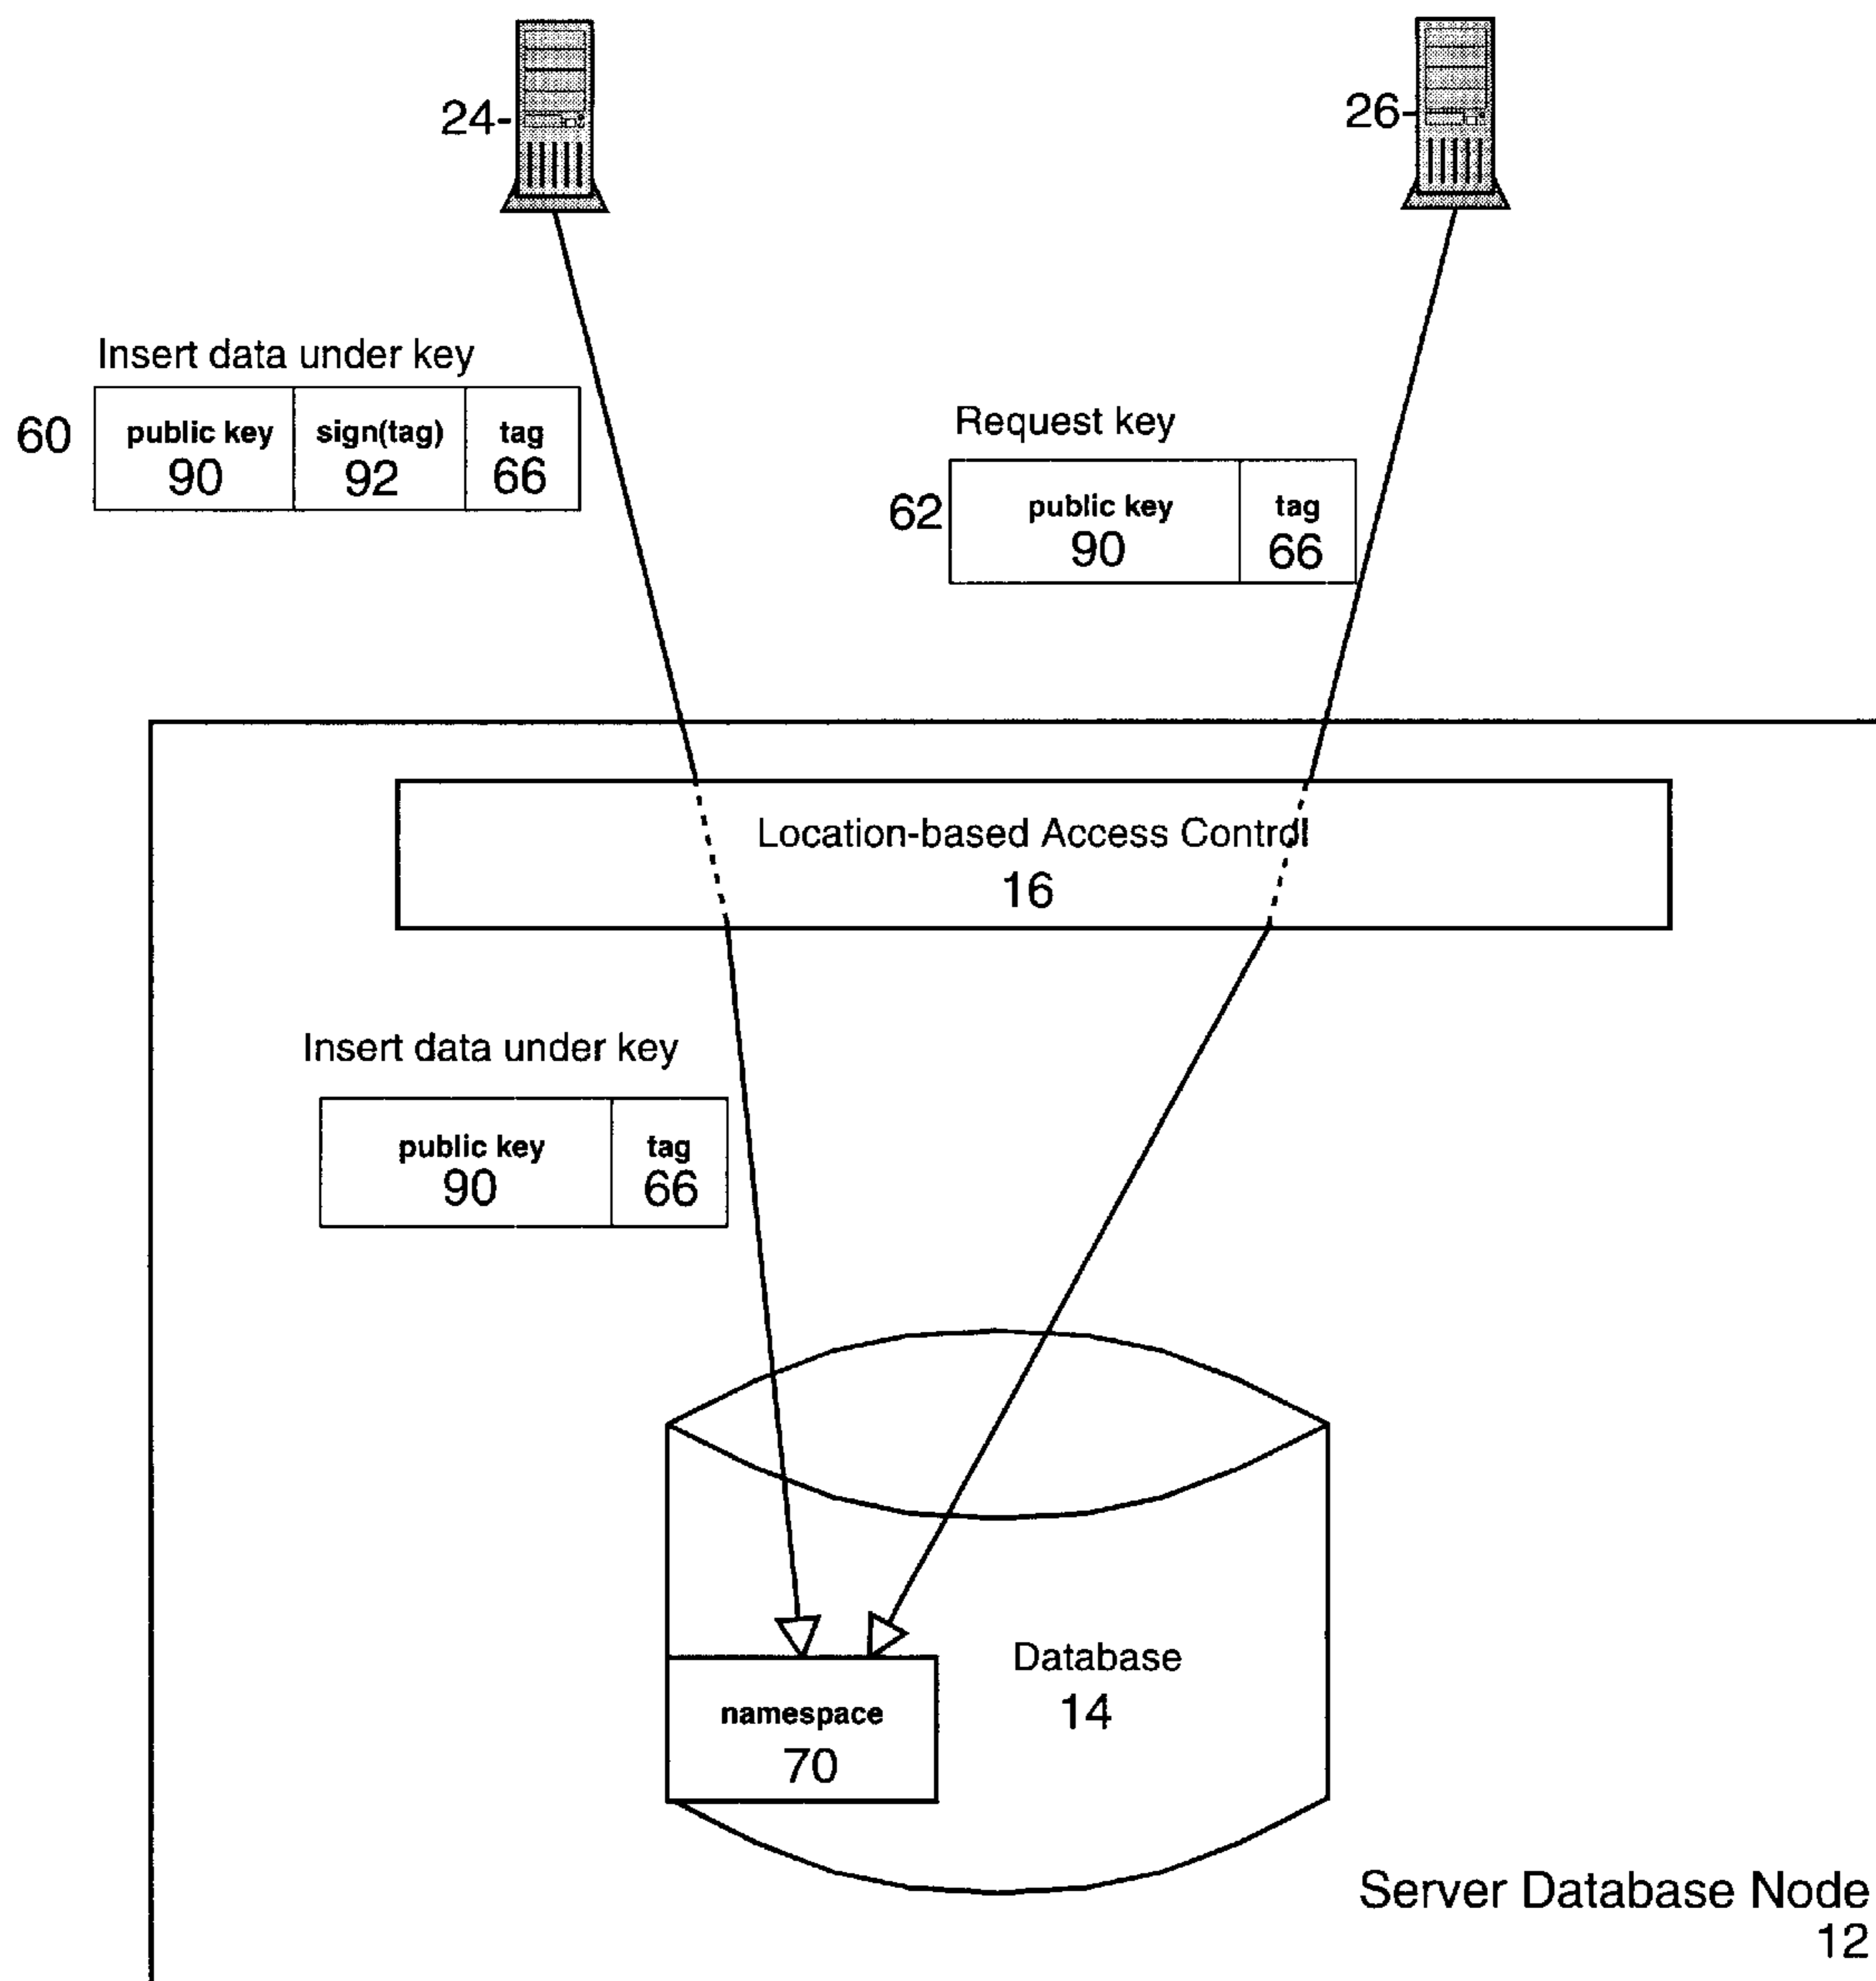 24-
26-
Insert data under key
60
public key
90
sign(tag)
92
tag
66
Request key
62
public key
90
tag
66
Location-based Access Control
16
Insert data under key
public key
90
tag
66
Database
14
namespace
70
Server Database Node
12